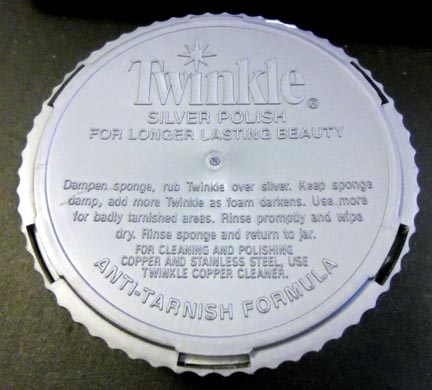 Twinkle®
SILVER POLISH
FOR LONGER LASTING BEAUTY
Dampen sponge, rub Twinkle over silver. Keep sponge
damp, add more Twinkle as foam darkens. Use more
for badly tarnished areas. Rinse promptly and wipe
dry. Rinse sponge and return to jar.
FOR CLEANING AND POLISHING
COPPER AND STAINLESS STEEL, USE
TWINKLE COPPER CLEANER.
ANTI-TARNISH FORMULA